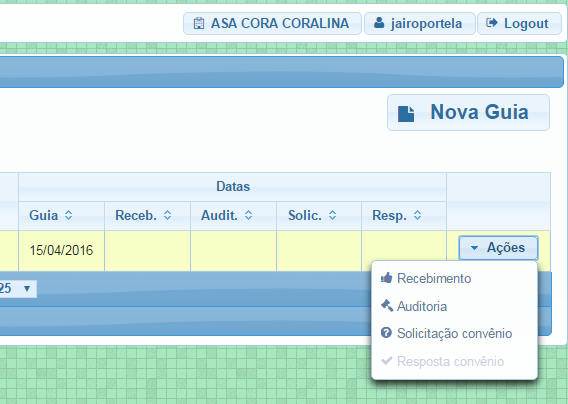 ASA CORA CORALINA jairoportela Logout
Nova Guia
Datas
Guia Receb. Audit. Solic. Resp.
15/04/2016 Ações
Recebimento
25
Auditoria
Solicitação convênio
Resposta convênio